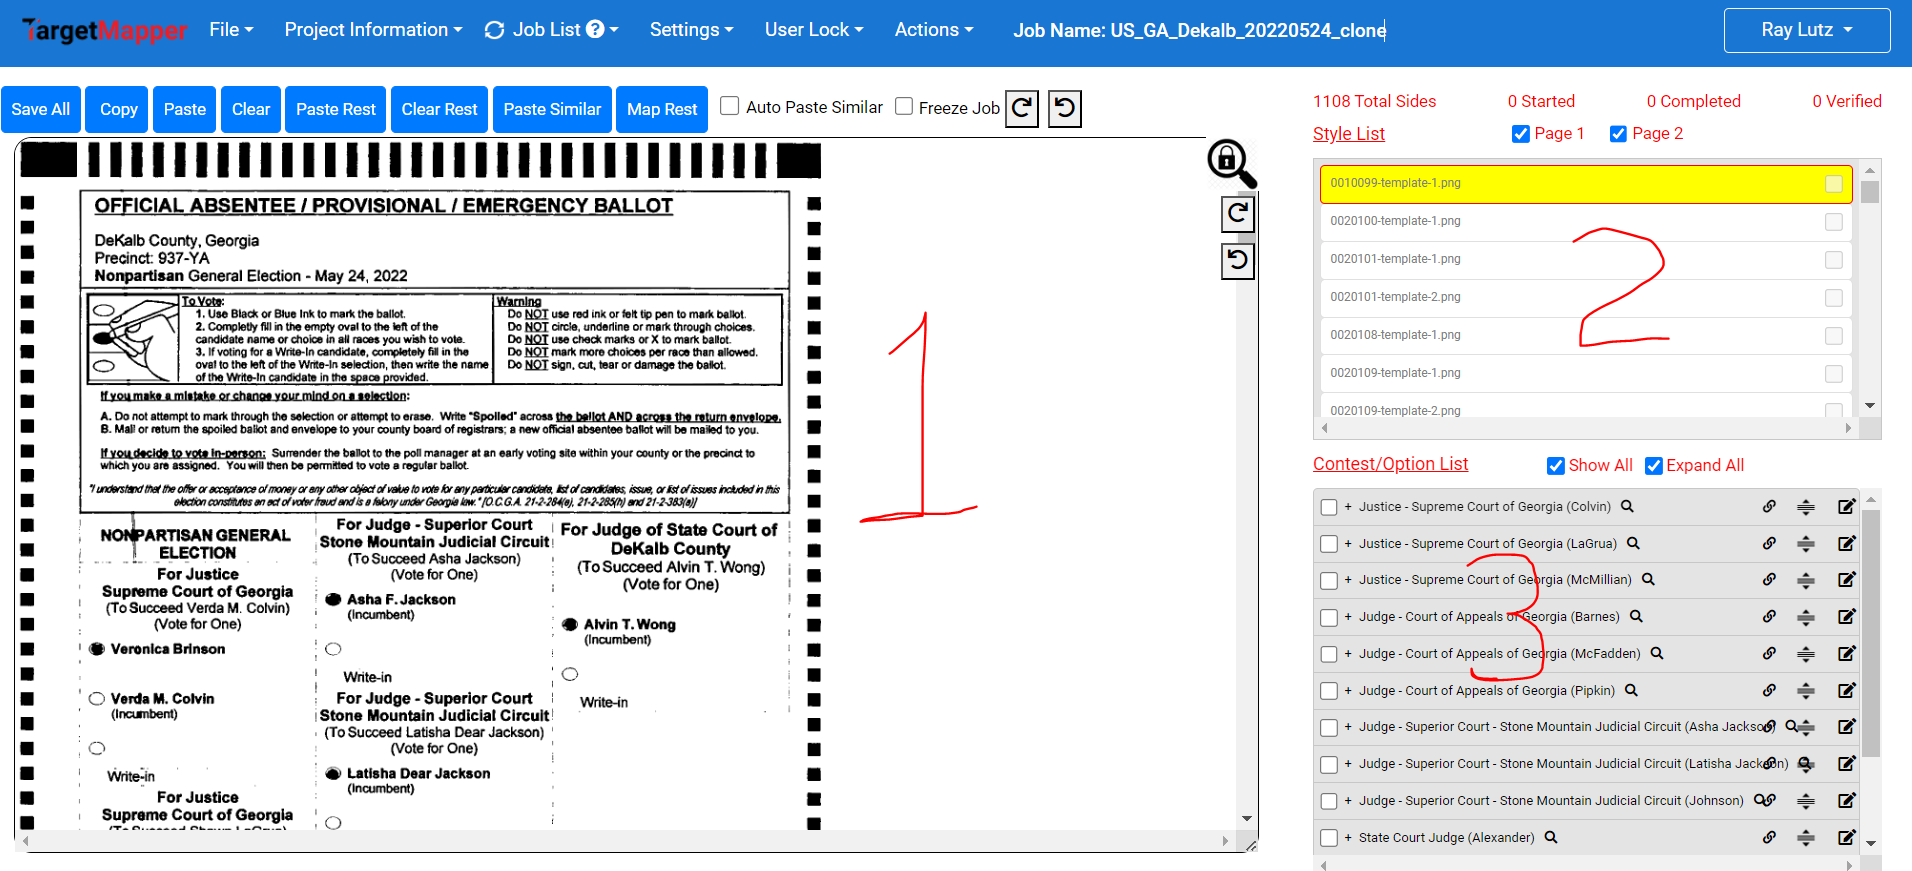 TargetMapper File Project Information Job List ? Settings User Lock Actions Job Name: US_GA_Dekalb_20220524_clone Ray Lutz
Save All Copy Paste Clear Paste Rest Clear Rest Paste Similar Map Rest Auto Paste Similar Freeze Job
OFFICIAL ABSENTEE / PROVISIONAL / EMERGENCY BALLOT
DeKalb County, Georgia
Precinct: 937-YA
Nonpartisan General Election - May 24, 2022
To Vote:
1. Use Black or Blue Ink to mark the ballot.
2. Completly fill in the empty oval to the left of the
candidate name or choice in all races you wish to vote.
3. If voting for a Write-In candidate, completely fill in the
oval to the left of the Write-In selection, then write the name
of the Write-In candidate in the space provided.
Warning
Do NOT use red ink or felt tip pen to mark ballot.
Do NOT circle, underline or mark through choices.
Do NOT use check marks or X to mark ballot.
Do NOT mark more choices per race than allowed.
Do NOT sign, cut, tear or damage the ballot.
If you make a mistake or change your mind on a selection:
A. Do not attempt to mark through the selection or attempt to erase. Write "Spoiled" across the ballot AND across the return envelope.
B. Mail or return the spoiled ballot and envelope to your county board of registrars; a new official absentee ballot will be mailed to you.
If you decide to vote in-person: Surrender the ballot to the poll manager at an early voting site within your county or the precinct to
which you are assigned. You will then be permitted to vote a regular ballot.
"I understand that the offer or acceptance of money or any other object of value to vote for any particular candidate, list of candidates, issue, or list of issues included in this
election constitutes an act of voter fraud and is a felony under Georgia law." [O.C.G.A. 21-2-284(e), 21-2-285(h) and 21-2-383(a)]
NONPARTISAN GENERAL
ELECTION
For Justice
Supreme Court of Georgia
(To Succeed Verda M. Colvin)
(Vote for One)
Veronica Brinson
Verda M. Colvin
(Incumbent)
Write-in
For Justice
Supreme Court of Georgia
(To Succeed Shawn LaGrua)
For Judge - Superior Court
Stone Mountain Judicial Circuit
(To Succeed Asha Jackson)
(Vote for One)
Asha F. Jackson
(Incumbent)
Write-in
For Judge - Superior Court
Stone Mountain Judicial Circuit
(To Succeed Latisha Dear Jackson)
(Vote for One)
Latisha Dear Jackson
(Incumbent)
For Judge of State Court of
DeKalb County
(To Succeed Alvin T. Wong)
(Vote for One)
Alvin T. Wong
(Incumbent)
Write-in
1
1108 Total Sides 0 Started 0 Completed 0 Verified
Style List Page 1 Page 2
0010099-template-1.png
0020100-template-1.png
0020101-template-1.png
0020101-template-2.png
0020108-template-1.png
0020109-template-1.png
0020109-template-2.png
2
Contest/Option List Show All Expand All
+ Justice - Supreme Court of Georgia (Colvin)
+ Justice - Supreme Court of Georgia (LaGrua)
+ Justice - Supreme Court of Georgia (McMillian)
+ Judge - Court of Appeals of Georgia (Barnes)
+ Judge - Court of Appeals of Georgia (McFadden)
+ Judge - Court of Appeals of Georgia (Pipkin)
+ Judge - Superior Court - Stone Mountain Judicial Circuit (Asha Jackson)
+ Judge - Superior Court - Stone Mountain Judicial Circuit (Latisha Jackson)
+ Judge - Superior Court - Stone Mountain Judicial Circuit (Johnson)
+ State Court Judge (Alexander)
3